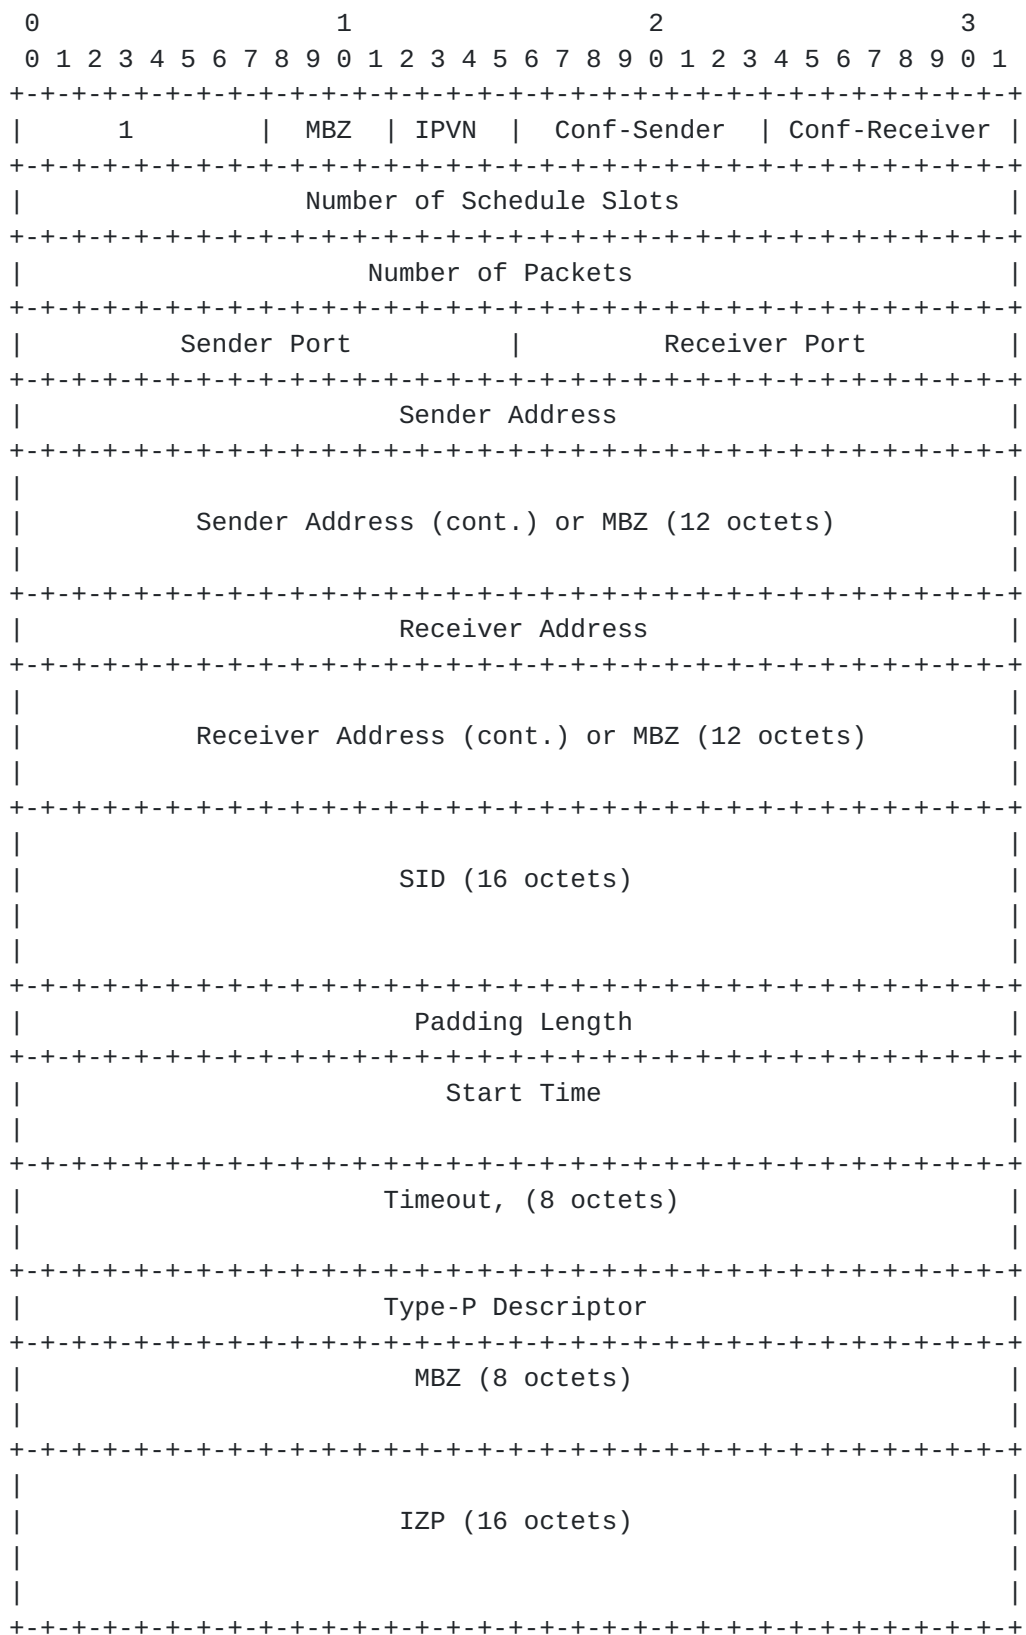 0                   1                   2                   3
 0 1 2 3 4 5 6 7 8 9 0 1 2 3 4 5 6 7 8 9 0 1 2 3 4 5 6 7 8 9 0 1
+-+-+-+-+-+-+-+-+-+-+-+-+-+-+-+-+-+-+-+-+-+-+-+-+-+-+-+-+-+-+-+-+
|      1        |  MBZ  | IPVN  |  Conf-Sender  | Conf-Receiver |
+-+-+-+-+-+-+-+-+-+-+-+-+-+-+-+-+-+-+-+-+-+-+-+-+-+-+-+-+-+-+-+-+
|                  Number of Schedule Slots                     |
+-+-+-+-+-+-+-+-+-+-+-+-+-+-+-+-+-+-+-+-+-+-+-+-+-+-+-+-+-+-+-+-+
|                      Number of Packets                        |
+-+-+-+-+-+-+-+-+-+-+-+-+-+-+-+-+-+-+-+-+-+-+-+-+-+-+-+-+-+-+-+-+
|          Sender Port          |         Receiver Port         |
+-+-+-+-+-+-+-+-+-+-+-+-+-+-+-+-+-+-+-+-+-+-+-+-+-+-+-+-+-+-+-+-+
|                        Sender Address                         |
+-+-+-+-+-+-+-+-+-+-+-+-+-+-+-+-+-+-+-+-+-+-+-+-+-+-+-+-+-+-+-+-+
|                                                               |
|           Sender Address (cont.) or MBZ (12 octets)           |
|                                                               |
+-+-+-+-+-+-+-+-+-+-+-+-+-+-+-+-+-+-+-+-+-+-+-+-+-+-+-+-+-+-+-+-+
|                        Receiver Address                       |
+-+-+-+-+-+-+-+-+-+-+-+-+-+-+-+-+-+-+-+-+-+-+-+-+-+-+-+-+-+-+-+-+
|                                                               |
|           Receiver Address (cont.) or MBZ (12 octets)         |
|                                                               |
+-+-+-+-+-+-+-+-+-+-+-+-+-+-+-+-+-+-+-+-+-+-+-+-+-+-+-+-+-+-+-+-+
|                                                               |
|                        SID (16 octets)                        |
|                                                               |
|                                                               |
+-+-+-+-+-+-+-+-+-+-+-+-+-+-+-+-+-+-+-+-+-+-+-+-+-+-+-+-+-+-+-+-+
|                         Padding Length                        |
+-+-+-+-+-+-+-+-+-+-+-+-+-+-+-+-+-+-+-+-+-+-+-+-+-+-+-+-+-+-+-+-+
|                           Start Time                          |
|                                                               |
+-+-+-+-+-+-+-+-+-+-+-+-+-+-+-+-+-+-+-+-+-+-+-+-+-+-+-+-+-+-+-+-+
|                       Timeout, (8 octets)                     |
|                                                               |
+-+-+-+-+-+-+-+-+-+-+-+-+-+-+-+-+-+-+-+-+-+-+-+-+-+-+-+-+-+-+-+-+
|                       Type-P Descriptor                       |
+-+-+-+-+-+-+-+-+-+-+-+-+-+-+-+-+-+-+-+-+-+-+-+-+-+-+-+-+-+-+-+-+
|                         MBZ (8 octets)                        |
|                                                               |
+-+-+-+-+-+-+-+-+-+-+-+-+-+-+-+-+-+-+-+-+-+-+-+-+-+-+-+-+-+-+-+-+
|                                                               |
|                        IZP (16 octets)                        |
|                                                               |
|                                                               |
+-+-+-+-+-+-+-+-+-+-+-+-+-+-+-+-+-+-+-+-+-+-+-+-+-+-+-+-+-+-+-+-+